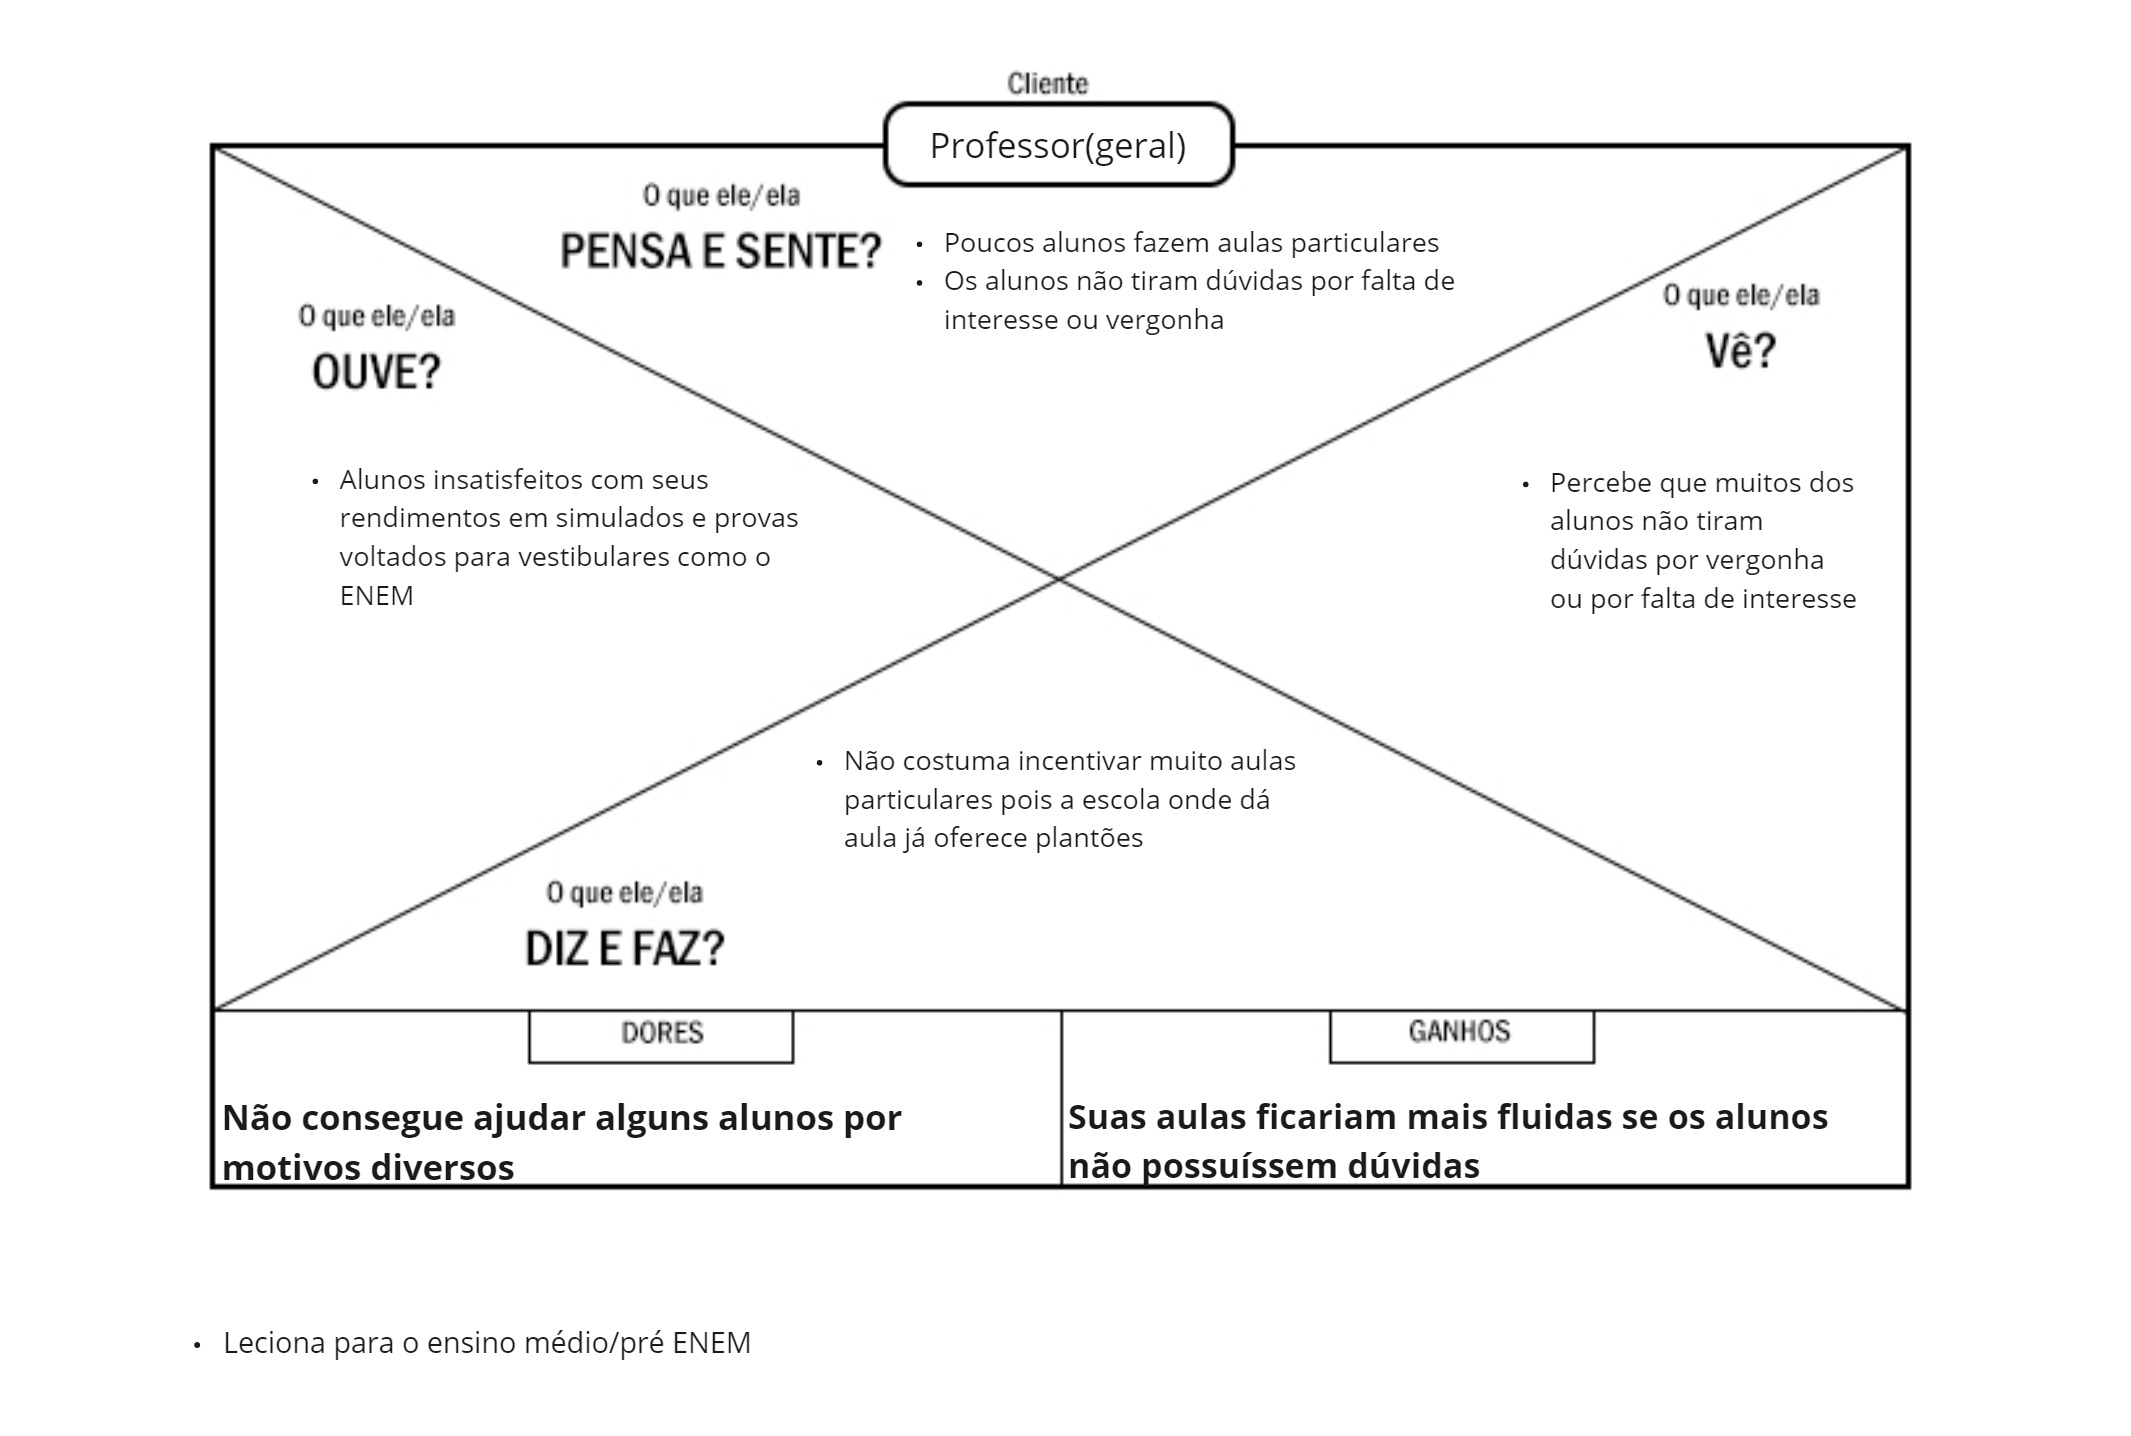 Cliente
Professor(geral)
O que ele/ela
PENSA E SENTE?
• Poucos alunos fazem aulas particulares
• Os alunos não tiram dúvidas por falta de
interesse ou vergonha
O que ele/ela
OUVE?
• Alunos insatisfeitos com seus
rendimentos em simulados e provas
voltados para vestibulares como o
ENEM
O que ele/ela
Vê?
• Percebe que muitos dos
alunos não tiram
dúvidas por vergonha
ou por falta de interesse
• Não costuma incentivar muito aulas
particulares pois a escola onde dá
aula já oferece plantões
O que ele/ela
DIZ E FAZ?
DORES
Não consegue ajudar alguns alunos por
motivos diversos
GANHOS
Suas aulas ficariam mais fluidas se os alunos
não possuíssem dúvidas
• Leciona para o ensino médio/pré ENEM